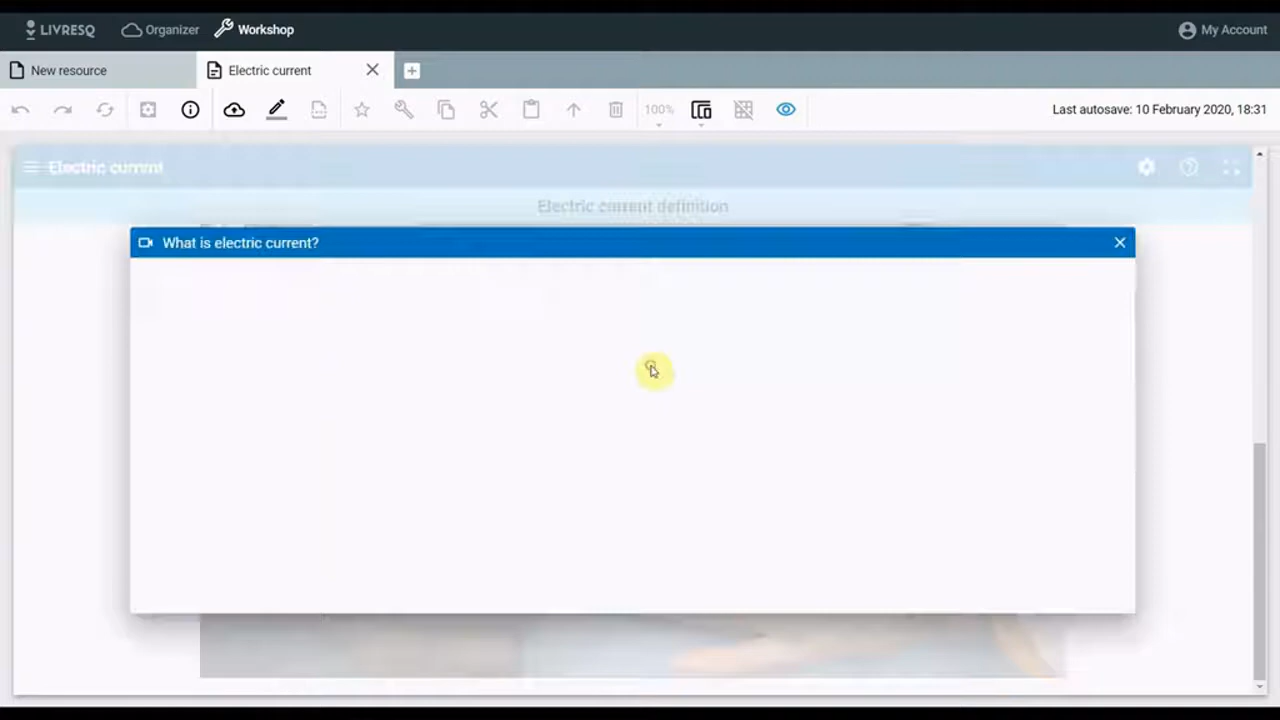 LIVRESQ
Organizer
Workshop
My Account
New resource
Electric current
100%
Last autosave: 10 February 2020, 18:31
Electric current
Electric current definition
What is electric current?